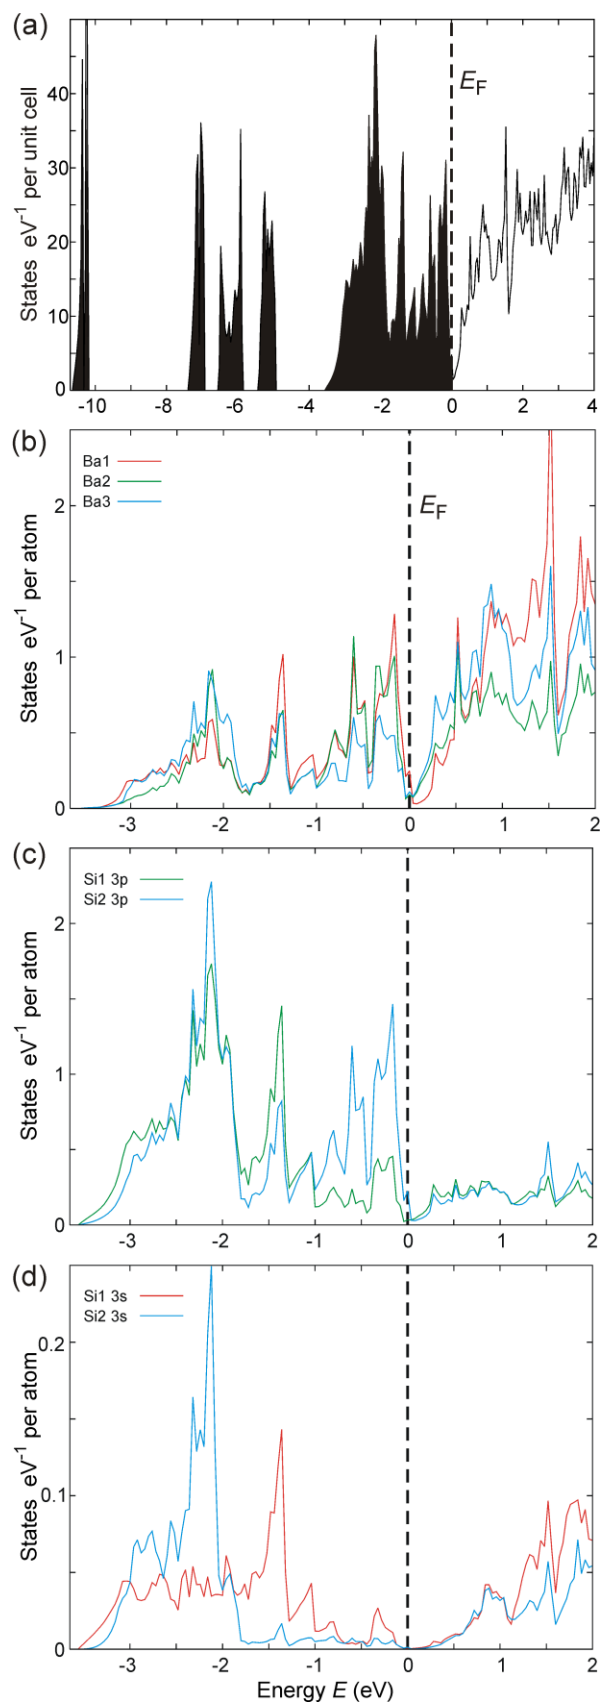 (a)
E_F
States eV⁻¹ per unit cell
40
30
20
10
0
-10 -8 -6 -4 -2 0 2 4
(b)
Ba1
Ba2
Ba3
E_F
States eV⁻¹ per atom
2
1
0
-3 -2 -1 0 1 2
(c)
Si1 3p
Si2 3p
States eV⁻¹ per atom
2
1
0
-3 -2 -1 0 1 2
(d)
Si1 3s
Si2 3s
States eV⁻¹ per atom
0.2
0.1
0
-3 -2 -1 0 1 2
Energy E (eV)